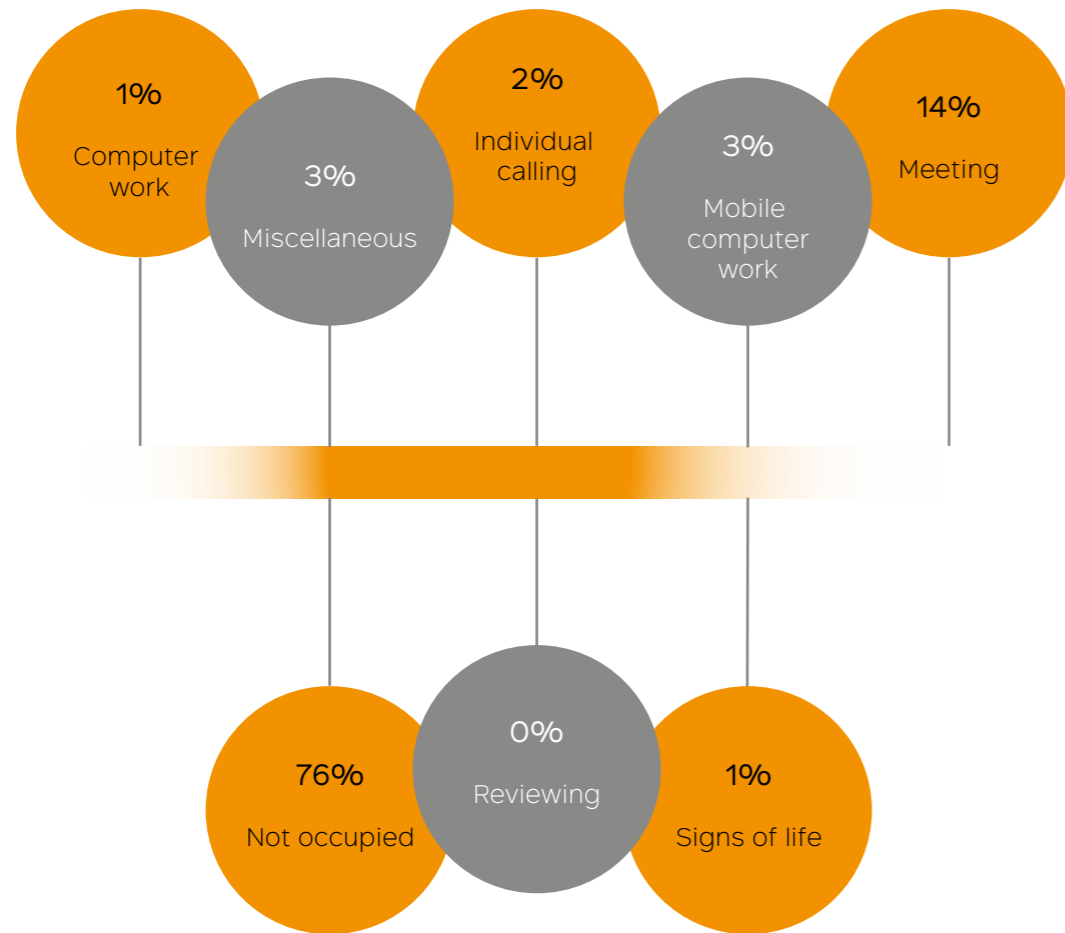 1%
Computer
work
3%
Miscellaneous
2%
Individual
calling
3%
Mobile
computer
work
14%
Meeting
76%
Not occupied
0%
Reviewing
1%
Signs of life